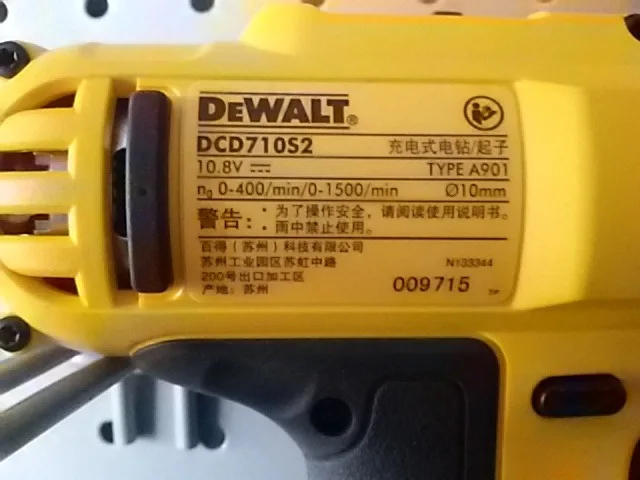 DEWALT®
DCD710S2 充电式电钻/起子
10.8V TYPE A901
n₀ 0-400/min/0-1500/min Ø10mm
警告: · 为了操作安全，请阅读使用说明书。
· 雨中禁止使用。
百得（苏州）科技有限公司
苏州工业园区苏虹中路 N133344
200号出口加工区 009715
产地: 苏州